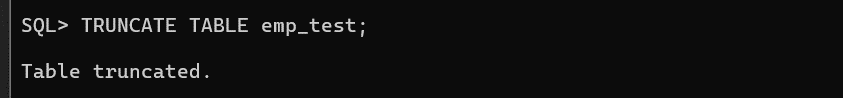 SQL> TRUNCATE TABLE emp_test;
Table truncated.